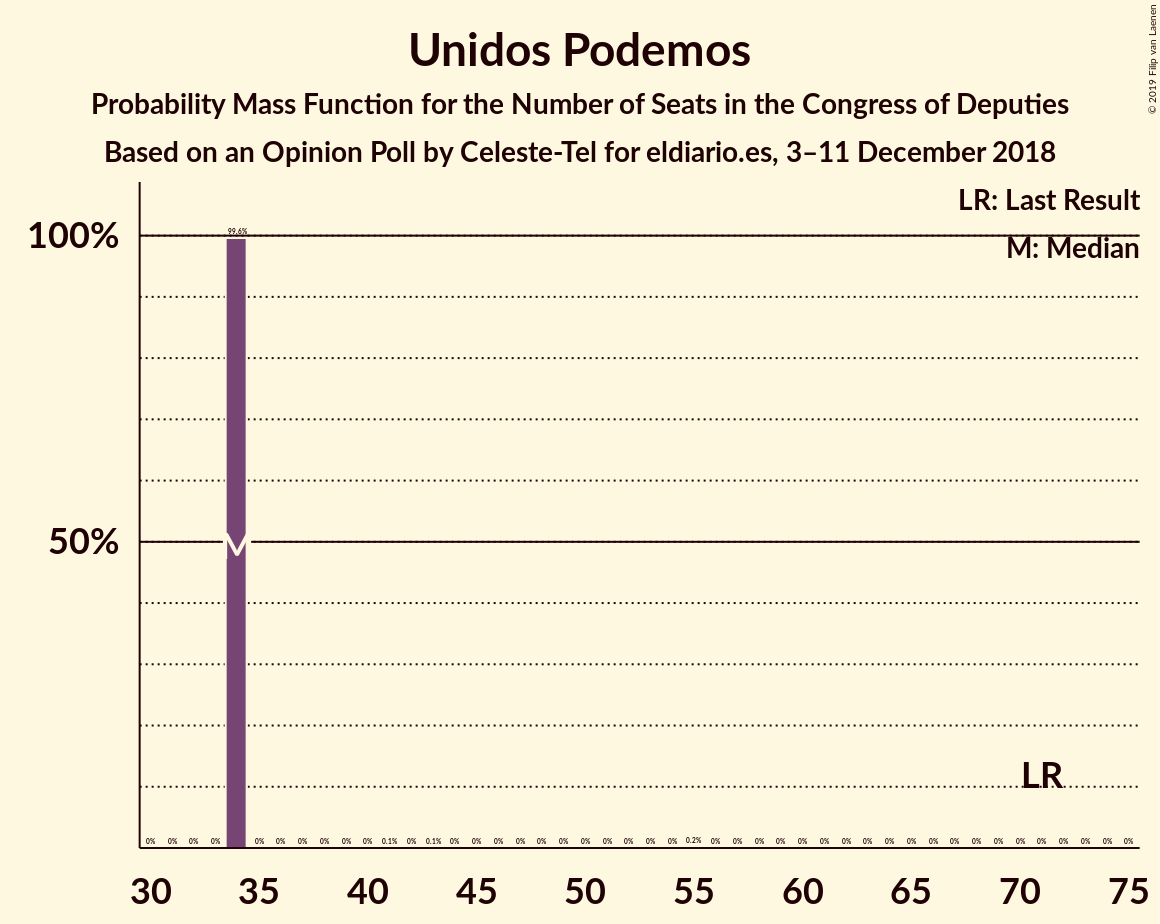 Unidos Podemos
Probability Mass Function for the Number of Seats in the Congress of Deputies
Based on an Opinion Poll by Celeste-Tel for eldiario.es, 3–11 December 2018
© 2019 Filip van Laenen
LR: Last Result
M: Median
100%
50%
99.6%
LR
0% 0% 0% 0% 0% 0% 0% 0% 0% 0% 0.1% 0% 0.1% 0% 0% 0% 0% 0% 0% 0% 0% 0% 0% 0% 0.2% 0% 0% 0% 0% 0% 0% 0% 0% 0% 0% 0% 0% 0% 0% 0% 0% 0% 0% 0% 0%
30 35 40 45 50 55 60 65 70 75